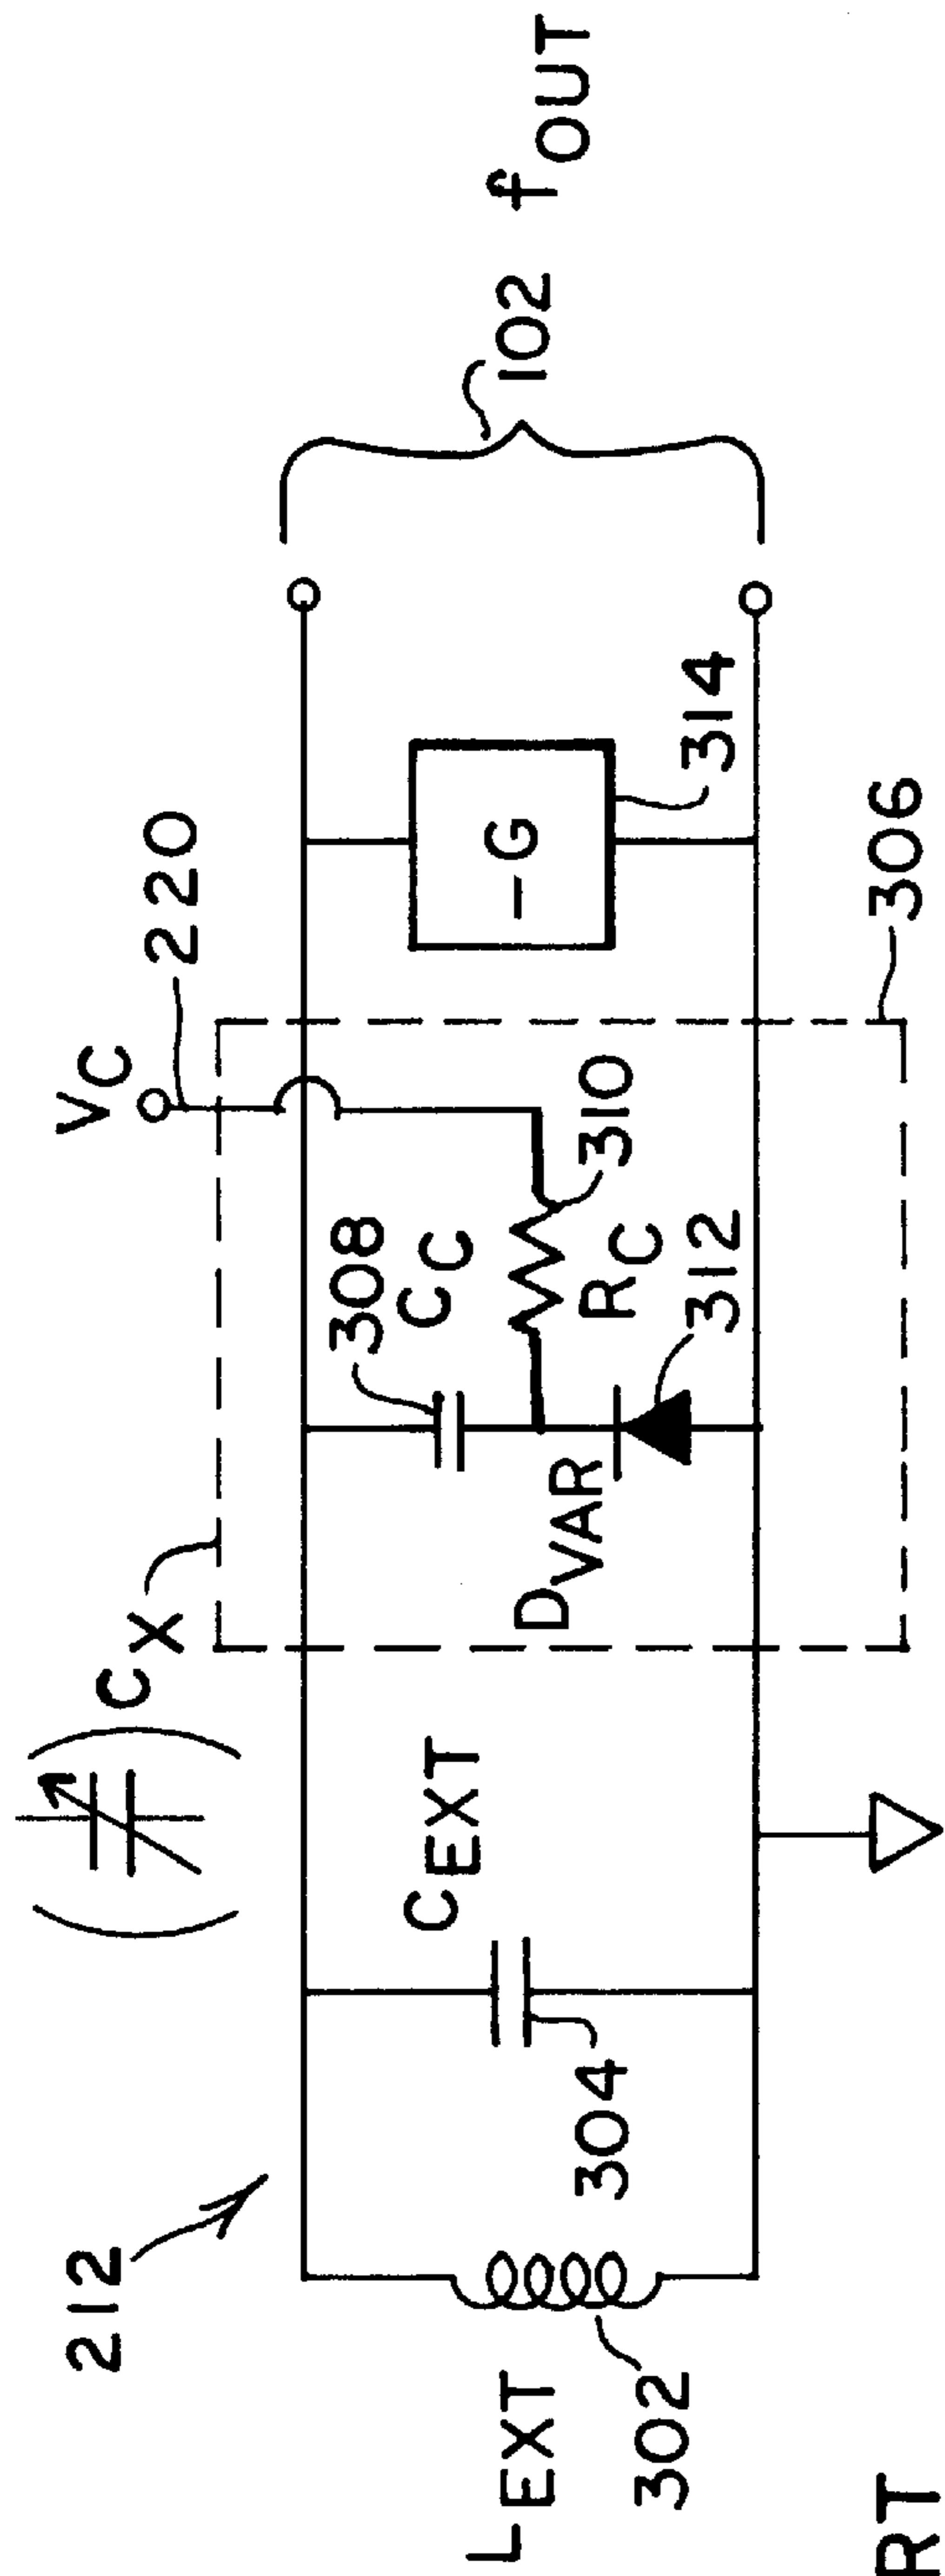 212
( ) CX
VC
220
LEXT
302
CEXT
304
308
CC
DVAR
RC
310
312
-G
314
306
102
fOUT
RT